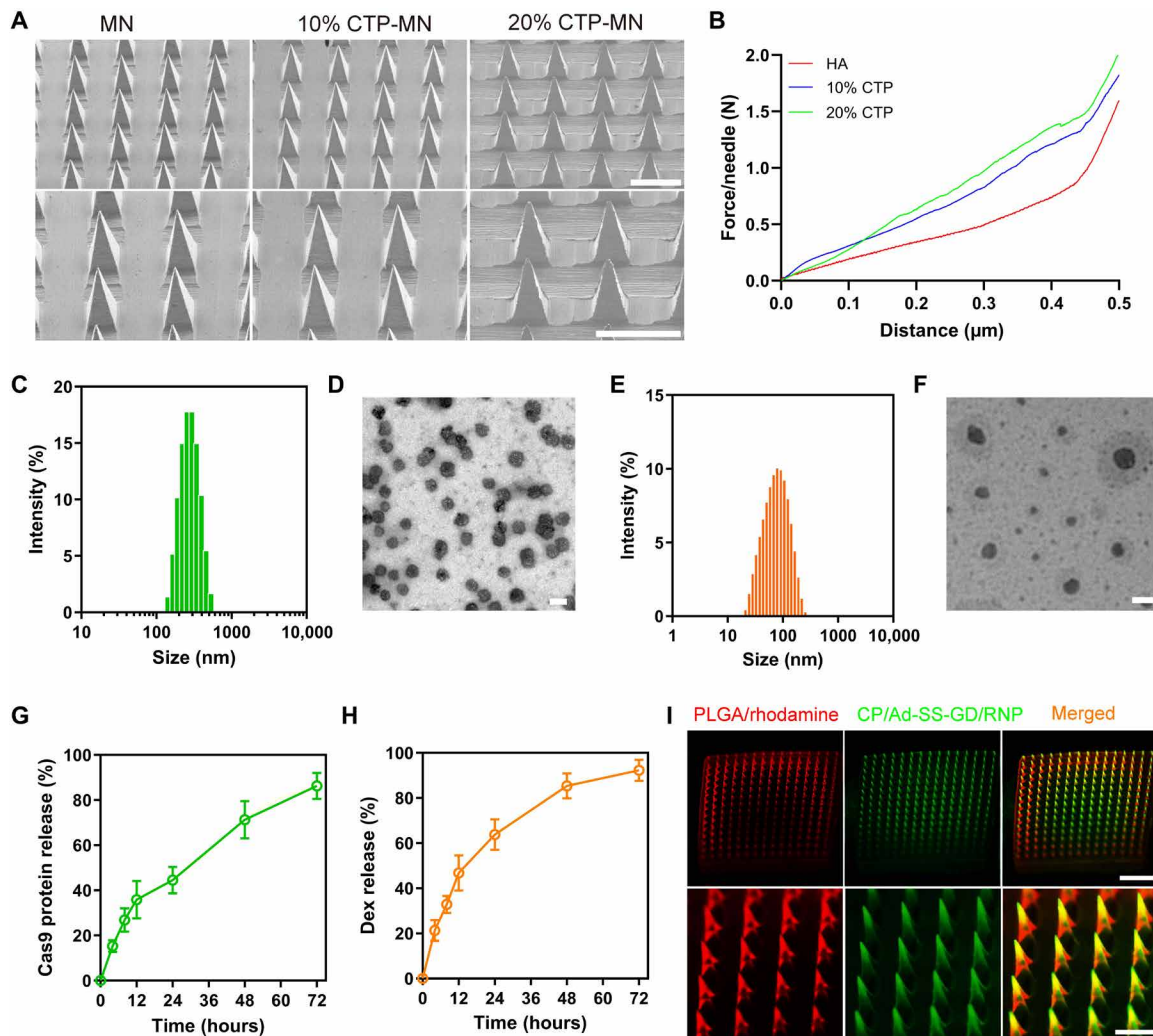 A
MN
10% CTP-MN
20% CTP-MN
B
Force/needle (N)
2.0
1.5
1.0
0.5
0.0
HA
10% CTP
20% CTP
0.0 0.1 0.2 0.3 0.4 0.5
Distance (µm)
C
Intensity (%)
20
15
10
5
0
10 100 1000 10,000
Size (nm)
D
E
Intensity (%)
15
10
5
0
1 10 100 1000 10,000
Size (nm)
F
G
Cas9 protein release (%)
100
80
60
40
20
0
0 12 24 36 48 60 72
Time (hours)
H
Dex release (%)
100
80
60
40
20
0
0 12 24 36 48 60 72
Time (hours)
I
PLGA/rhodamine
CP/Ad-SS-GD/RNP
Merged